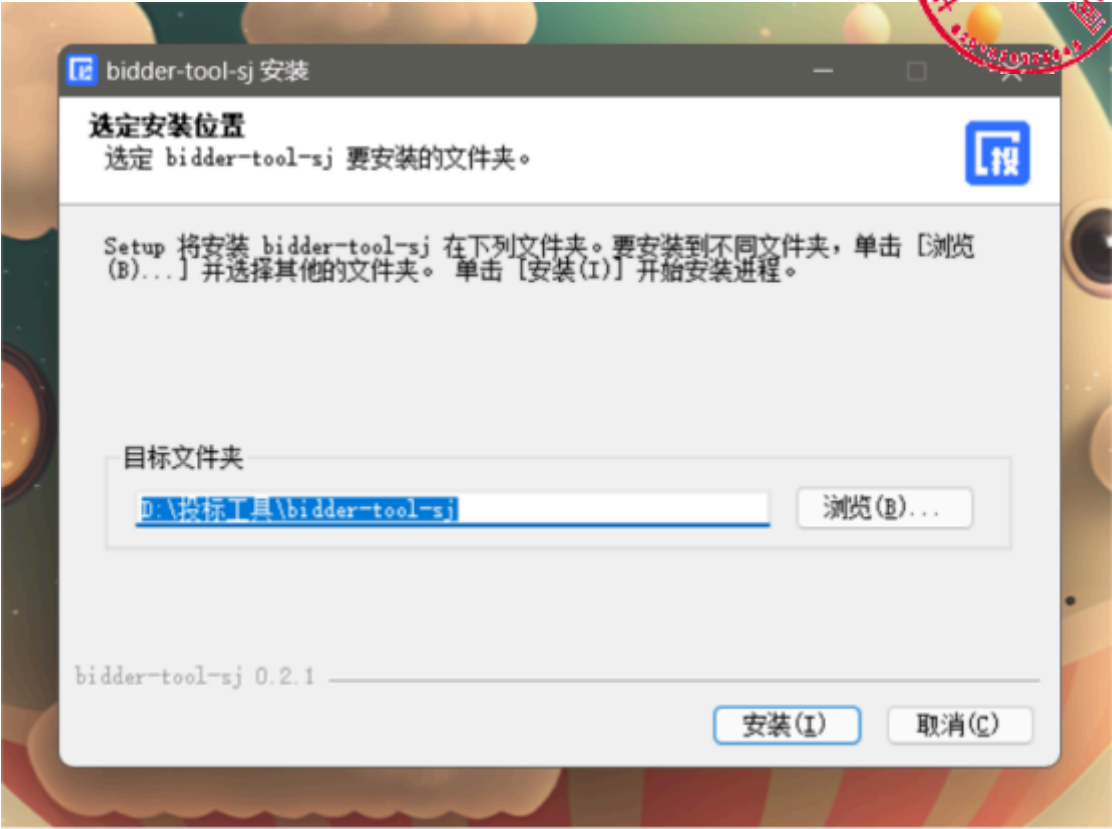 bidder-tool-sj 安装
选定安装位置
选定 bidder-tool-sj 要安装的文件夹。
投
Setup 将安装 bidder-tool-sj 在下列文件夹。要安装到不同文件夹，单击 [浏览
(B)...] 并选择其他的文件夹。 单击 [安装(I)] 开始安装进程。
目标文件夹
D:\投标工具\bidder-tool-sj
浏览(B)...
bidder-tool-sj 0.2.1
安装(I)
取消(C)